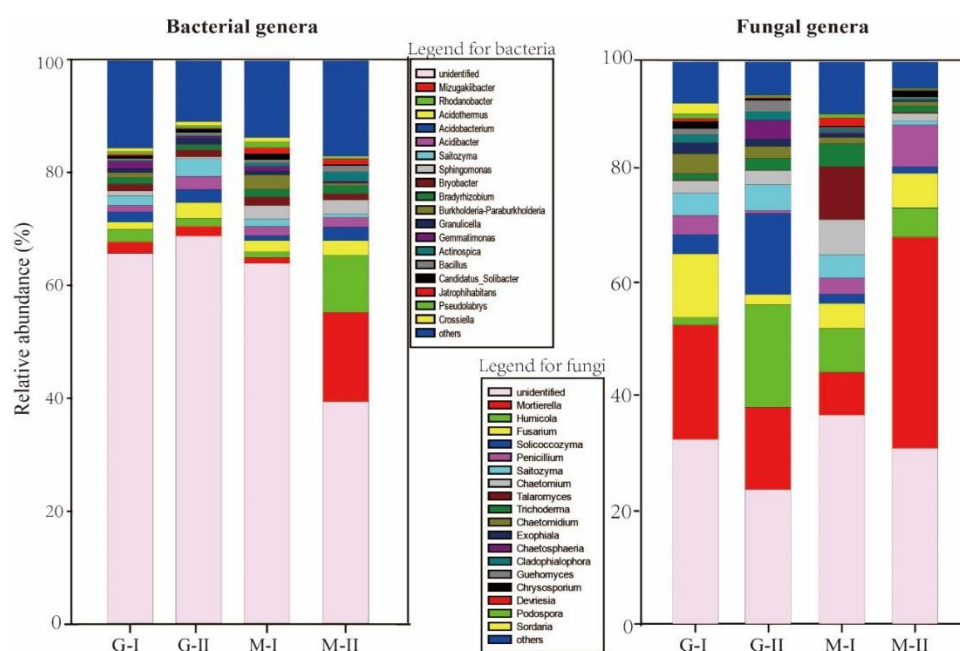 Bacterial genera
Relative abundance (%)
100
80
60
40
20
0
G-I
G-II
M-I
M-II
Legend for bacteria
unidentified
Mizugakiibacter
Rhodanobacter
Acidothermus
Acidobacterium
Acidibacter
Saitozyma
Sphingomonas
Bryobacter
Bradyrhizobium
Burkholderia-Paraburkholderia
Granulicella
Gemmatimonas
Actinospica
Bacillus
Candidatus_Solibacter
Jatrophihabitans
Pseudolabrys
Crossiella
others
Legend for fungi
unidentified
Mortierella
Humicola
Fusarium
Solicoccozyma
Penicillium
Saitozyma
Chaetomium
Talaromyces
Trichoderma
Chaetomidium
Exophiala
Chaetosphaeria
Cladophialophora
Guehomyces
Chrysosporium
Devriesia
Podospora
Sordaria
others
Fungal genera
100
80
60
40
20
0
G-I
G-II
M-I
M-II